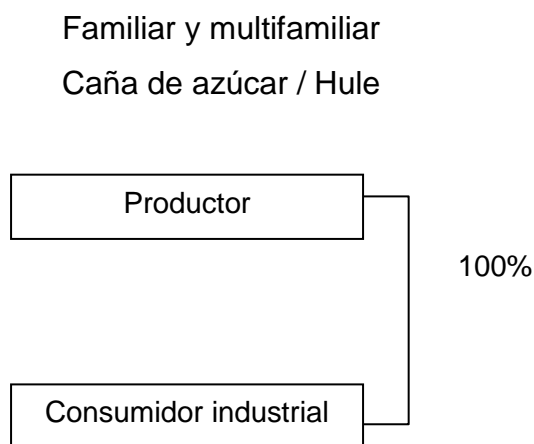 Familiar y multifamiliar
Caña de azúcar / Hule
Productor
100%
Consumidor industrial